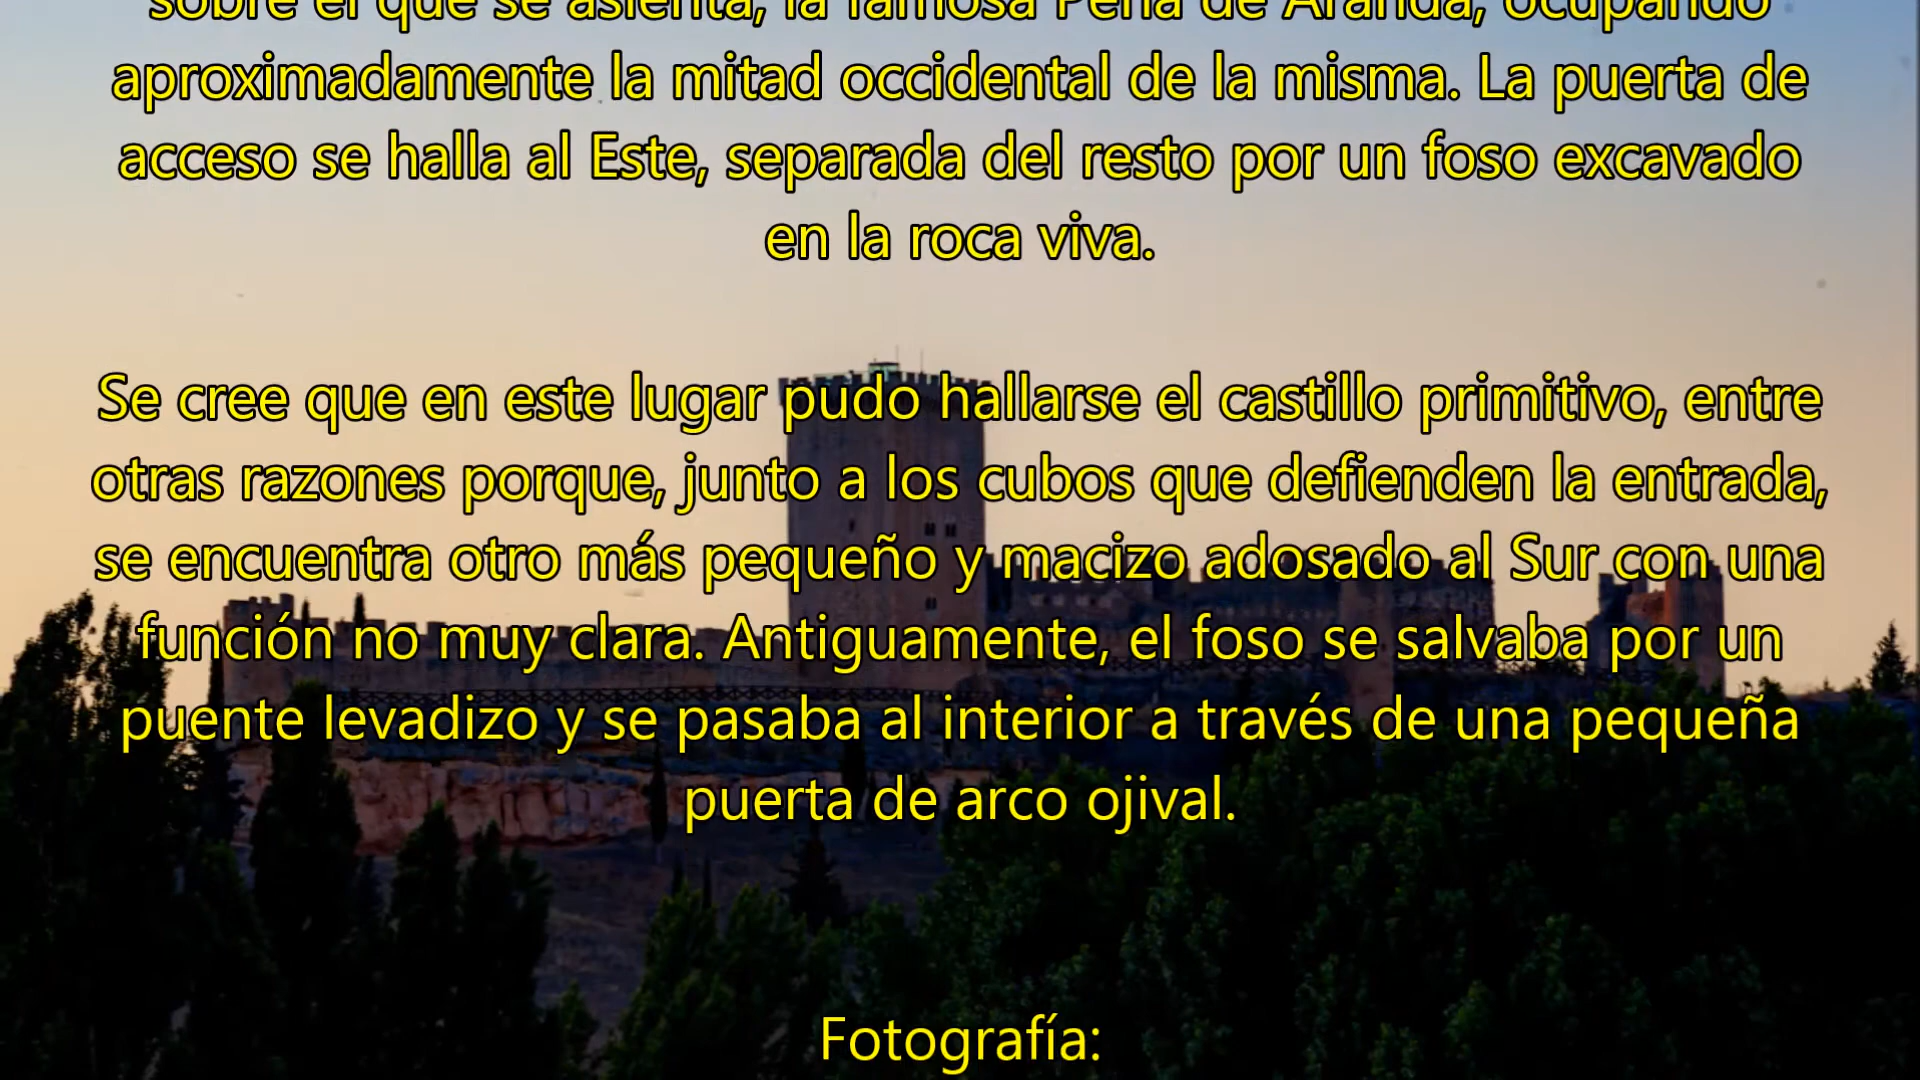 sobre el que se asienta, la famosa Peña de Aranda, ocupando
aproximadamente la mitad occidental de la misma. La puerta de
acceso se halla al Este, separada del resto por un foso excavado
en la roca viva.
Se cree que en este lugar pudo hallarse el castillo primitivo, entre
otras razones porque, junto a los cubos que defienden la entrada,
se encuentra otro más pequeño y macizo adosado al Sur con una
función no muy clara. Antiguamente, el foso se salvaba por un
puente levadizo y se pasaba al interior a través de una pequeña
puerta de arco ojival.
Fotografía: